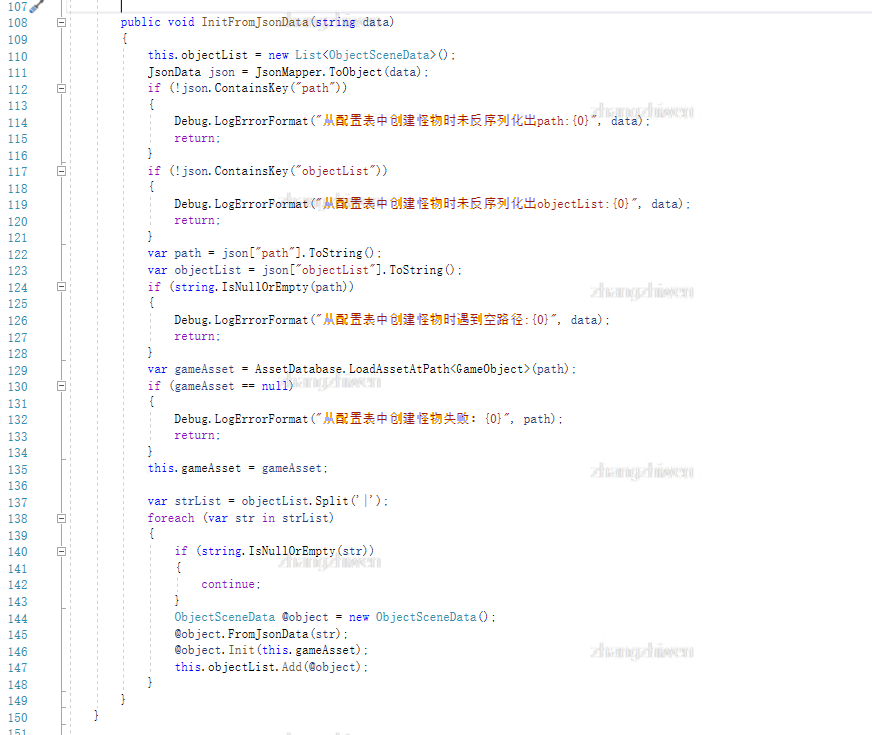 107
108 public void InitFromJsonData(string data)
109 {
110 this.objectList = new List<ObjectSceneData>();
111 JsonData json = JsonMapper.ToObject(data);
112 if (!json.ContainsKey("path"))
113 {
114 Debug.LogErrorFormat("从配置表中创建怪物时未反序列化出path:{0}", data);
115 return;
116 }
117 if (!json.ContainsKey("objectList"))
118 {
119 Debug.LogErrorFormat("从配置表中创建怪物时未反序列化出objectList:{0}", data);
120 return;
121 }
122 var path = json["path"].ToString();
123 var objectList = json["objectList"].ToString();
124 if (string.IsNullOrEmpty(path))
125 {
126 Debug.LogErrorFormat("从配置表中创建怪物时遇到空路径:{0}", data);
127 return;
128 }
129 var gameAsset = AssetDatabase.LoadAssetAtPath<GameObject>(path);
130 if (gameAsset == null)
131 {
132 Debug.LogErrorFormat("从配置表中创建怪物失败: {0}", path);
133 return;
134 }
135 this.gameAsset = gameAsset;
136
137 var strList = objectList.Split('|');
138 foreach (var str in strList)
139 {
140 if (string.IsNullOrEmpty(str))
141 {
142 continue;
143 }
144 ObjectSceneData @object = new ObjectSceneData();
145 @object.FromJsonData(str);
146 @object.Init(this.gameAsset);
147 this.objectList.Add(@object);
148 }
149 }
150 }
151
zhangzhiwen
zhangzhiwen
zhangzhiwen
zhangzhiwen
zhangzhiwen
zhangzhiwen